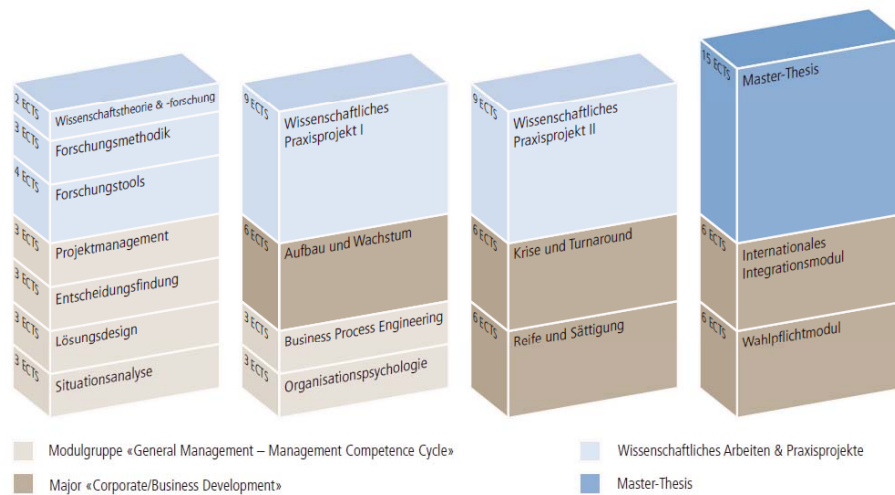 2 ECTS
Wissenschaftstheorie & -forschung
3 ECTS
Forschungsmethodik
4 ECTS
Forschungstools
3 ECTS
Projektmanagement
3 ECTS
Entscheidungsfindung
3 ECTS
Lösungsdesign
3 ECTS
Situationsanalyse
9 ECTS
Wissenschaftliches
Praxisprojekt I
6 ECTS
Aufbau und Wachstum
3 ECTS
Business Process Engineering
3 ECTS
Organisationspsychologie
9 ECTS
Wissenschaftliches
Praxisprojekt II
6 ECTS
Krise und Turnaround
6 ECTS
Reife und Sättigung
15 ECTS
Master-Thesis
6 ECTS
Internationales
Integrationsmodul
6 ECTS
Wahlpflichtmodul
Modulgruppe «General Management – Management Competence Cycle»
Major «Corporate/Business Development»
Wissenschaftliches Arbeiten & Praxisprojekte
Master-Thesis